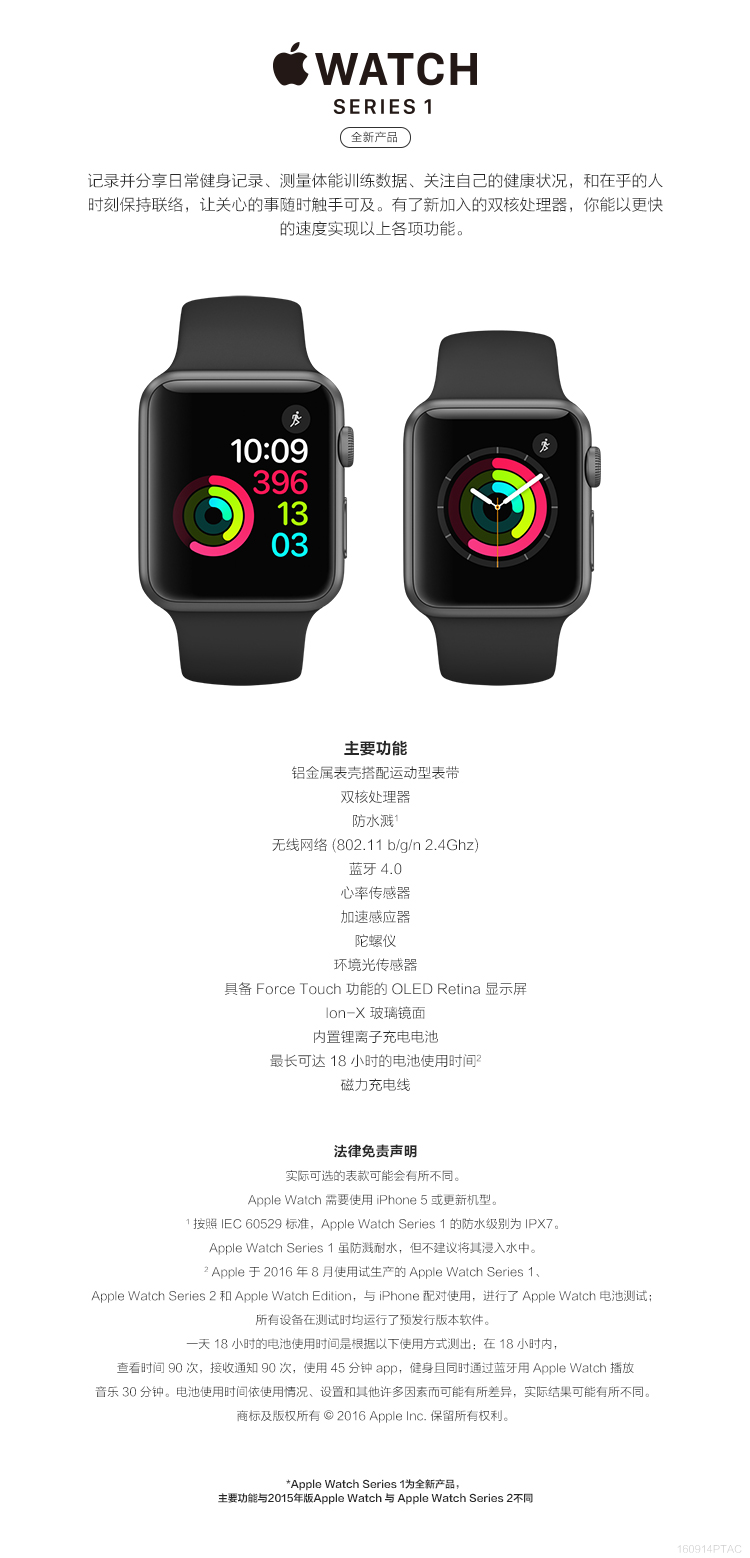 WATCH
SERIES 1
全新产品
记录并分享日常健身记录、测量体能训练数据、关注自己的健康状况，和在乎的人
时刻保持联络，让关心的事随时触手可及。有了新加入的双核处理器，你能以更快
的速度实现以上各项功能。
10:09
396
13
03
主要功能
铝金属表壳搭配运动型表带
双核处理器
防水溅¹
无线网络 (802.11 b/g/n 2.4Ghz)
蓝牙 4.0
心率传感器
加速感应器
陀螺仪
环境光传感器
具备 Force Touch 功能的 OLED Retina 显示屏
Ion-X 玻璃镜面
内置锂离子充电电池
最长可达 18 小时的电池使用时间²
磁力充电线
法律免责声明
实际可选的表款可能会有所不同。
Apple Watch 需要使用 iPhone 5 或更新机型。
¹ 按照 IEC 60529 标准，Apple Watch Series 1 的防水级别为 IPX7。
Apple Watch Series 1 虽防溅耐水，但不建议将其浸入水中。
² Apple 于 2016 年 8 月使用试生产的 Apple Watch Series 1、
Apple Watch Series 2 和 Apple Watch Edition，与 iPhone 配对使用，进行了 Apple Watch 电池测试；
所有设备在测试时均运行了预发行版本软件。
一天 18 小时的电池使用时间是根据以下使用方式测出；在 18 小时内，
查看时间 90 次，接收通知 90 次，使用 45 分钟 app，健身且同时通过蓝牙用 Apple Watch 播放
音乐 30 分钟。电池使用时间依使用情况、设置和其他许多因素而可能有所差异，实际结果可能有所不同。
商标及版权所有 © 2016 Apple Inc. 保留所有权利。
*Apple Watch Series 1为全新产品，
主要功能与2015年版Apple Watch 与 Apple Watch Series 2不同
160914PTAC